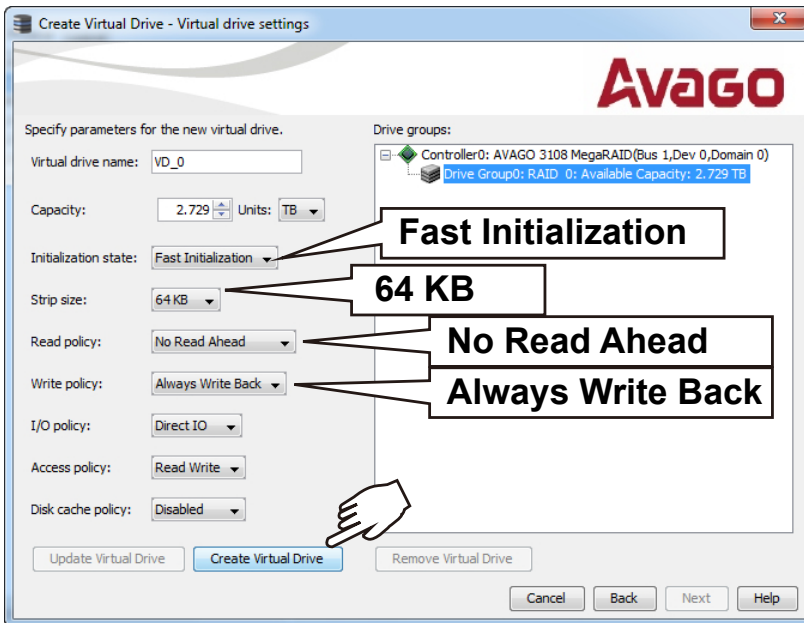 Create Virtual Drive - Virtual drive settings
AVAGO
Specify parameters for the new virtual drive.
Drive groups:
Virtual drive name: VD_0
Controller0: AVAGO 3108 MegaRAID(Bus 1,Dev 0,Domain 0)
Drive Group0: RAID 0: Available Capacity: 2.729 TB
Capacity: 2.729 Units: TB
Fast Initialization
Initialization state: Fast Initialization
64 KB
Strip size: 64 KB
No Read Ahead
Read policy: No Read Ahead
Always Write Back
Write policy: Always Write Back
I/O policy: Direct IO
Access policy: Read Write
Disk cache policy: Disabled
Update Virtual Drive
Create Virtual Drive
Remove Virtual Drive
Cancel
Back
Next
Help